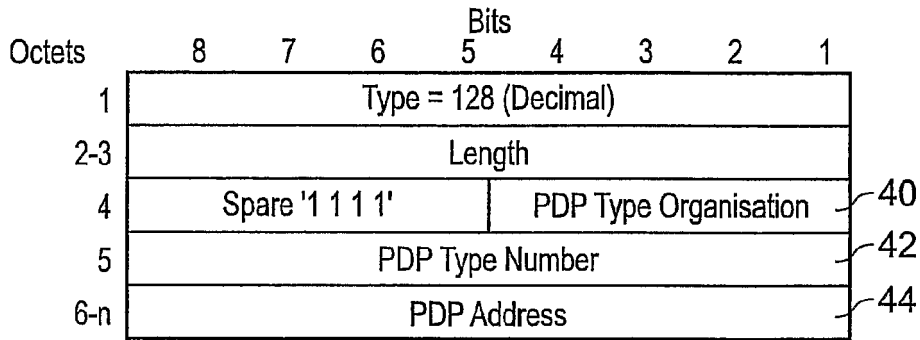 Bits
Octets 8 7 6 5 4 3 2 1
1 Type = 128 (Decimal)
2-3 Length
4 Spare '1 1 1 1' PDP Type Organisation 40
5 PDP Type Number 42
6-n PDP Address 44